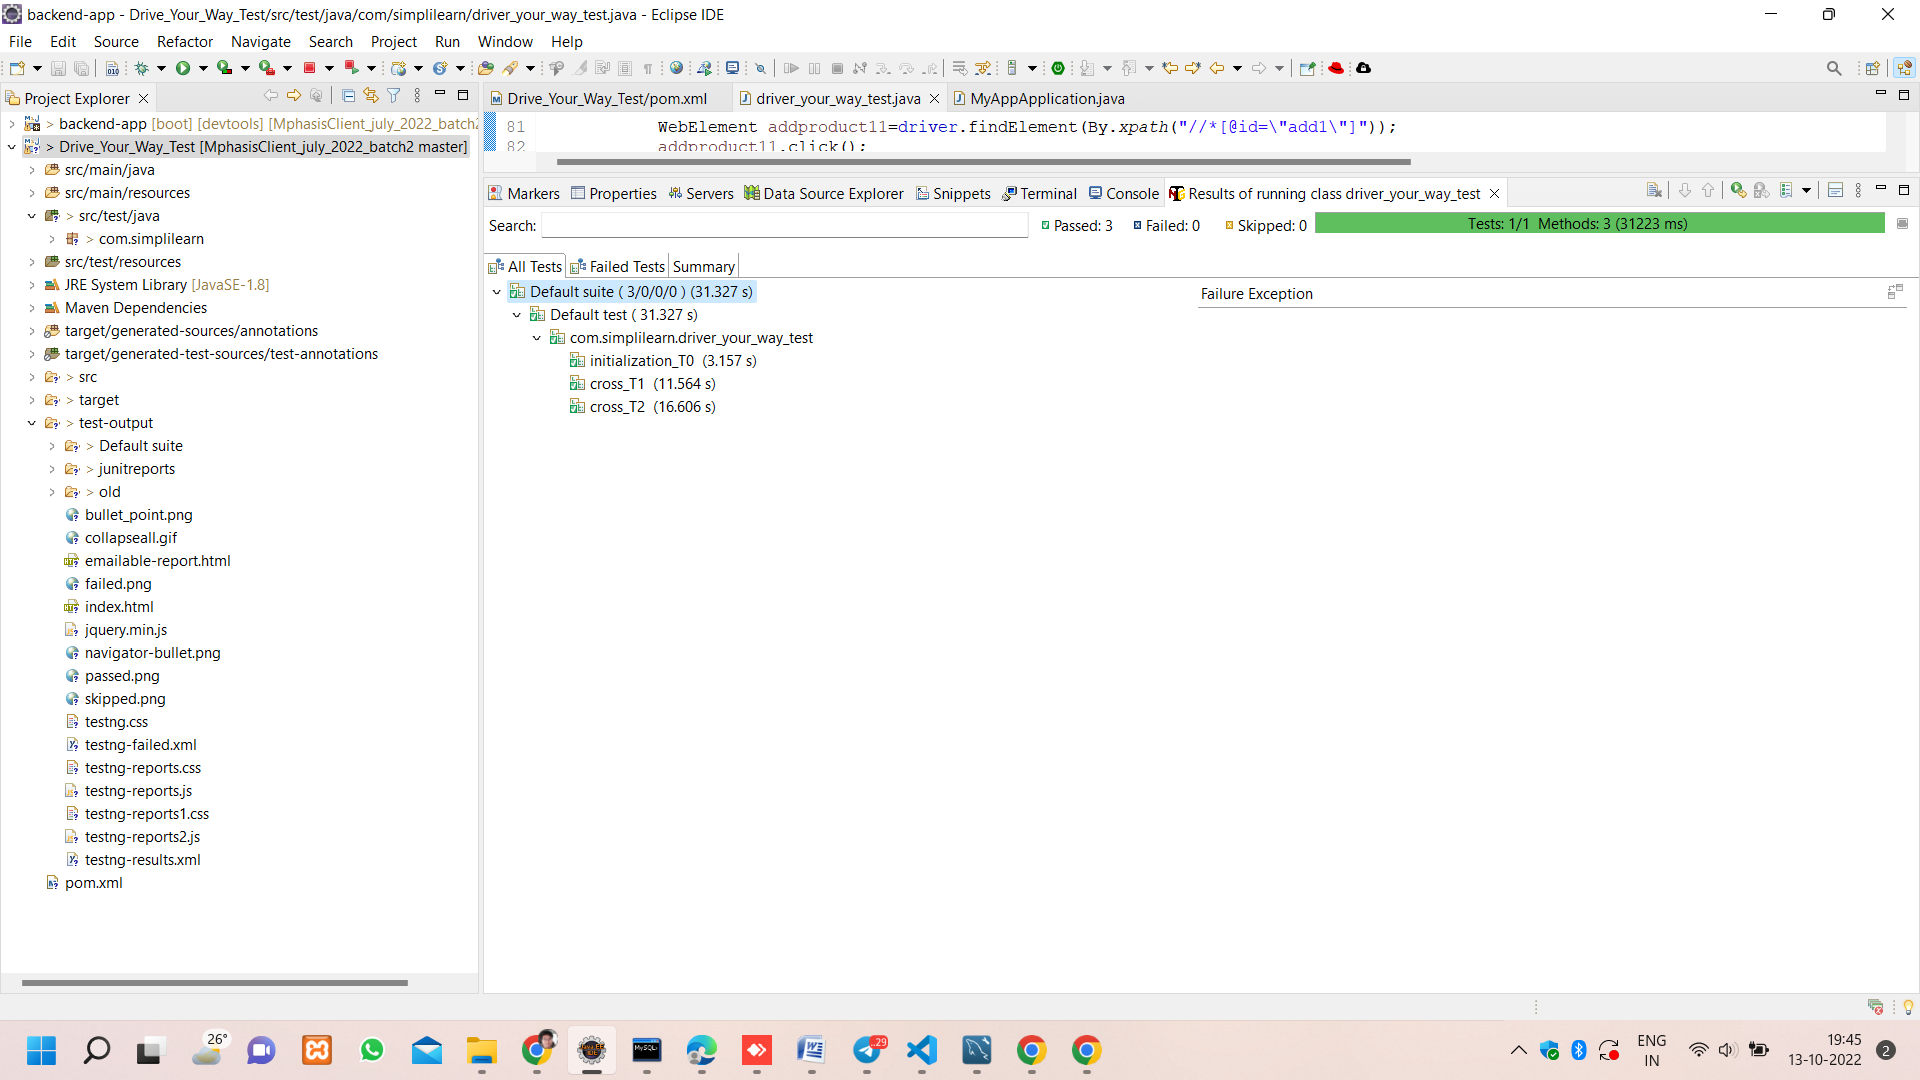 backend-app - Drive_Your_Way_Test/src/test/java/com/simplilearn/driver_your_way_test.java - Eclipse IDE
File Edit Source Refactor Navigate Search Project Run Window Help
Project Explorer
> backend-app [boot] [devtools] [MphasisClient_july_2022_batch2
> Drive_Your_Way_Test [MphasisClient_july_2022_batch2 master]
src/main/java
src/main/resources
> src/test/java
> com.simplilearn
src/test/resources
JRE System Library [JavaSE-1.8]
Maven Dependencies
target/generated-sources/annotations
target/generated-test-sources/test-annotations
> src
> target
> test-output
> Default suite
> junitreports
> old
bullet_point.png
collapseall.gif
emailable-report.html
failed.png
index.html
jquery.min.js
navigator-bullet.png
passed.png
skipped.png
testng.css
testng-failed.xml
testng-reports.css
testng-reports.js
testng-reports1.css
testng-reports2.js
testng-results.xml
pom.xml
Drive_Your_Way_Test/pom.xml driver_your_way_test.java MyAppApplication.java
81 WebElement addproduct11=driver.findElement(By.xpath("//*[@id=\"add1\"]"));
82 addproduct11.click();
Markers Properties Servers Data Source Explorer Snippets Terminal Console Results of running class driver_your_way_test
Search: Passed: 3 Failed: 0 Skipped: 0 Tests: 1/1 Methods: 3 (31223 ms)
All Tests Failed Tests Summary
Default suite ( 3/0/0/0 ) (31.327 s)
Default test ( 31.327 s)
com.simplilearn.driver_your_way_test
initialization_T0 (3.157 s)
cross_T1 (11.564 s)
cross_T2 (16.606 s)
Failure Exception
26°
MySQL
29
ENG
IN
19:45
13-10-2022
2